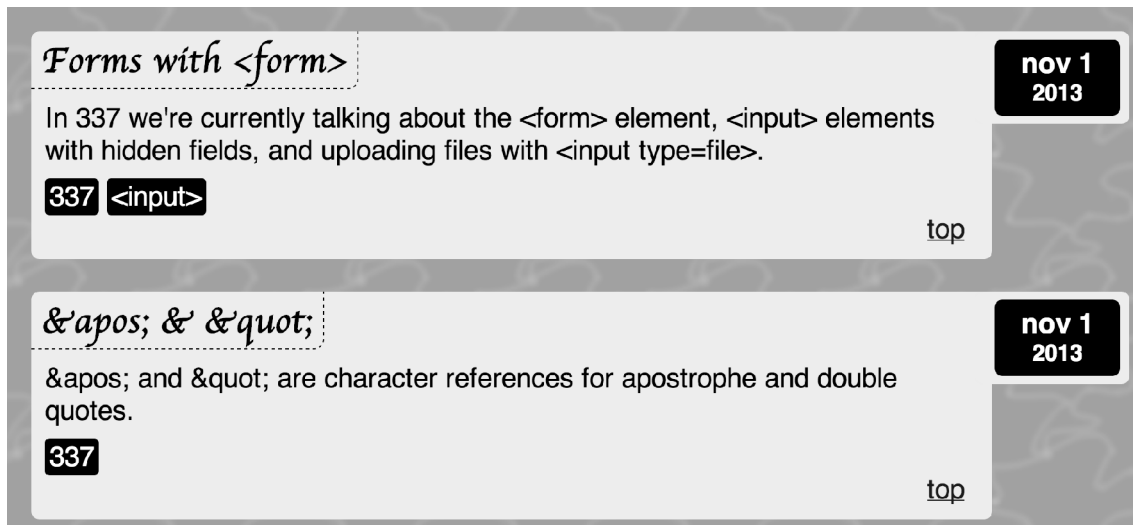 Forms with <form>
nov 1
2013
In 337 we're currently talking about the <form> element, <input> elements
with hidden fields, and uploading files with <input type=file>.
337 <input>
top
&apos; & &quot;
nov 1
2013
&apos; and &quot; are character references for apostrophe and double
quotes.
337
top